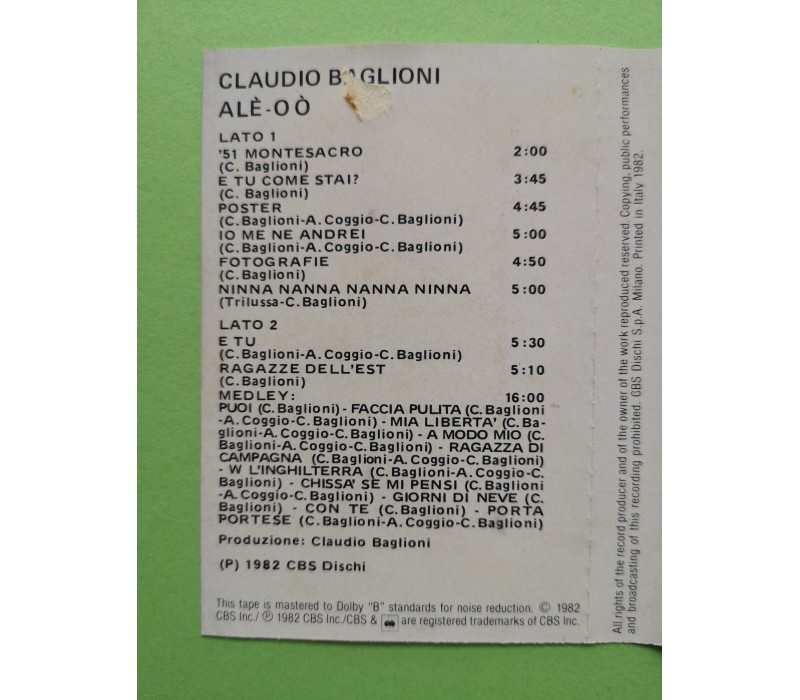 CLAUDIO BAGLIONI
ALÈ-OÒ
LATO 1
'51 MONTESACRO 2:00
(C. Baglioni)
E TU COME STAI? 3:45
(C. Baglioni)
POSTER 4:45
(C.Baglioni-A. Coggio-C. Baglioni)
IO ME NE ANDREI 5:00
(C.Baglioni-A. Coggio-C. Baglioni)
FOTOGRAFIE 4:50
(C.Baglioni)
NINNA NANNA NANNA NINNA 5:00
(Trilussa-C. Baglioni)
LATO 2
E TU 5:30
(C.Baglioni-A. Coggio-C. Baglioni)
RAGAZZE DELL'EST 5:10
(C.Baglioni)
MEDLEY: 16:00
PUOI (C. Baglioni) - FACCIA PULITA (C. Baglioni
-A. Coggio-C. Baglioni) - MIA LIBERTA' (C. Ba-
glioni-A. Coggio-C. Baglioni) - A MODO MIO (C.
Baglioni-A. Coggio-C. Baglioni) - RAGAZZA DI
CAMPAGNA (C. Baglioni-A. Coggio-C. Baglioni)
- W L'INGHILTERRA (C. Baglioni-A. Coggio-C.
Baglioni) - CHISSA' SE MI PENSI (C. Baglioni
-A. Coggio-C. Baglioni) - GIORNI DI NEVE (C.
Baglioni) - CON TE (C. Baglioni) - PORTA
PORTESE (C. Baglioni-A. Coggio-C. Baglioni)
Produzione: Claudio Baglioni
(P) 1982 CBS Dischi
This tape is mastered to Dolby "B" standards for noise reduction. © 1982
CBS Inc./ ℗ 1982 CBS Inc./CBS & are registered trademarks of CBS Inc.
All rights of the record producer and of the owner of the work reproduced reserved. Copying, public performances
and broadcasting of this recording prohibited. CBS Dischi S.p.A. Milano. Printed in Italy 1982.